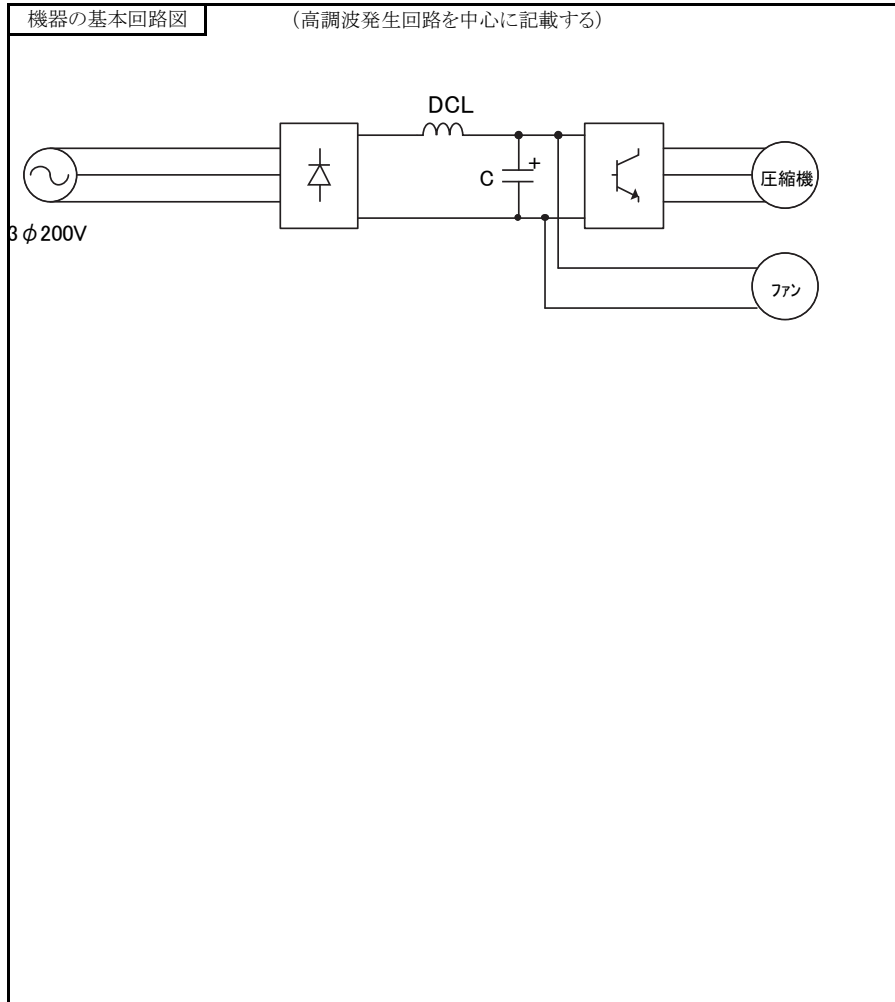 機器の基本回路図 (高調波発生回路を中心に記載する)
DCL
C +
圧縮機
3φ200V
ファン